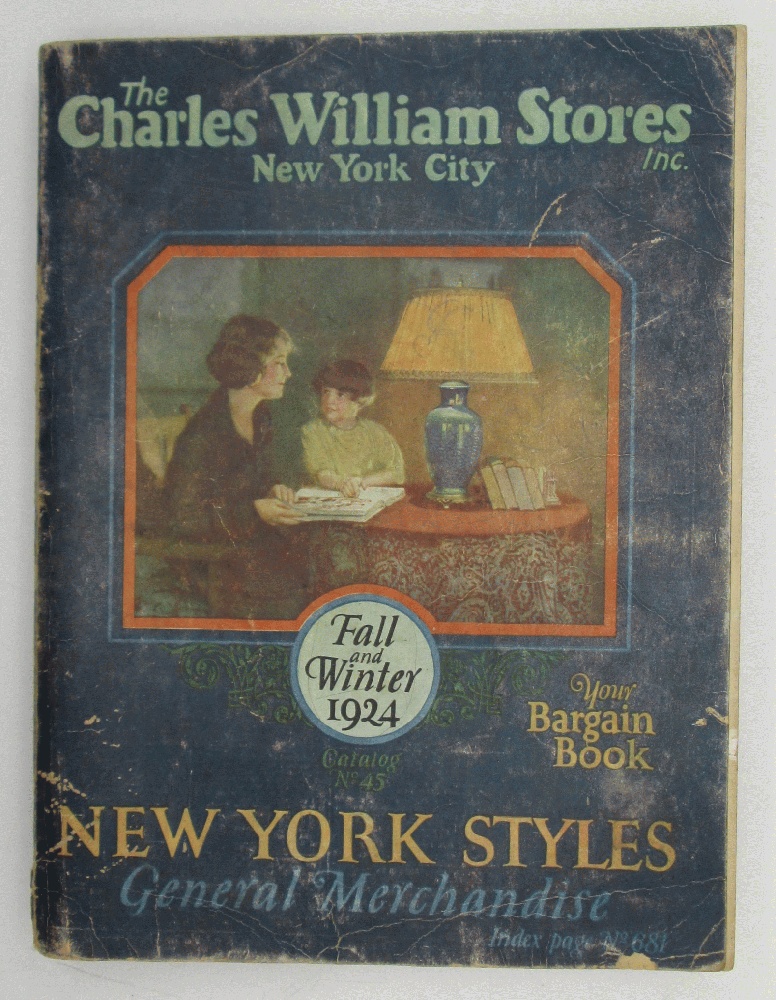 The
Charles William Stores
Inc.
New York City
Fall
and
Winter
1924
Your
Bargain
Book
Catalog
Nº 45
NEW YORK STYLES
General Merchandise
Index page Nº 681